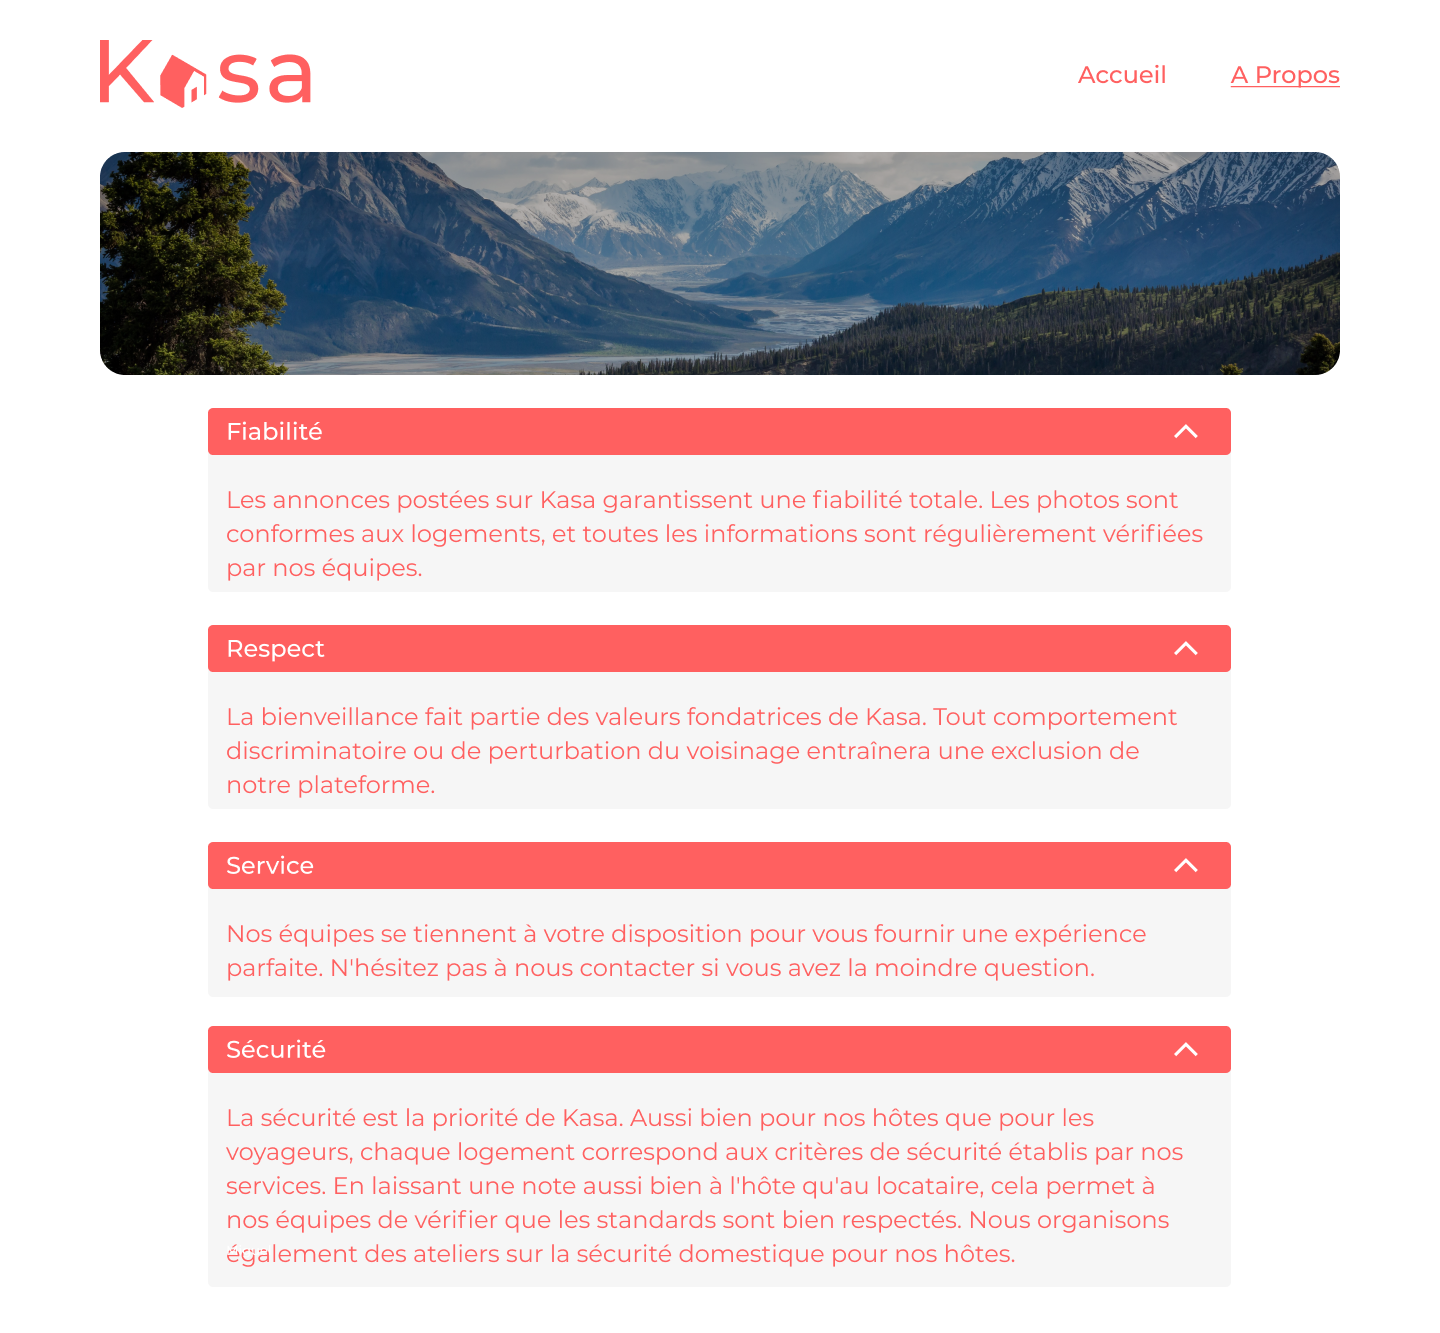 Kasa
Accueil
A Propos
Fiabilité
Les annonces postées sur Kasa garantissent une fiabilité totale. Les photos sont
conformes aux logements, et toutes les informations sont régulièrement vérifiées
par nos équipes.
Respect
La bienveillance fait partie des valeurs fondatrices de Kasa. Tout comportement
discriminatoire ou de perturbation du voisinage entraînera une exclusion de
notre plateforme.
Service
Nos équipes se tiennent à votre disposition pour vous fournir une expérience
parfaite. N'hésitez pas à nous contacter si vous avez la moindre question.
Sécurité
La sécurité est la priorité de Kasa. Aussi bien pour nos hôtes que pour les
voyageurs, chaque logement correspond aux critères de sécurité établis par nos
services. En laissant une note aussi bien à l'hôte qu'au locataire, cela permet à
nos équipes de vérifier que les standards sont bien respectés. Nous organisons
également des ateliers sur la sécurité domestique pour nos hôtes.